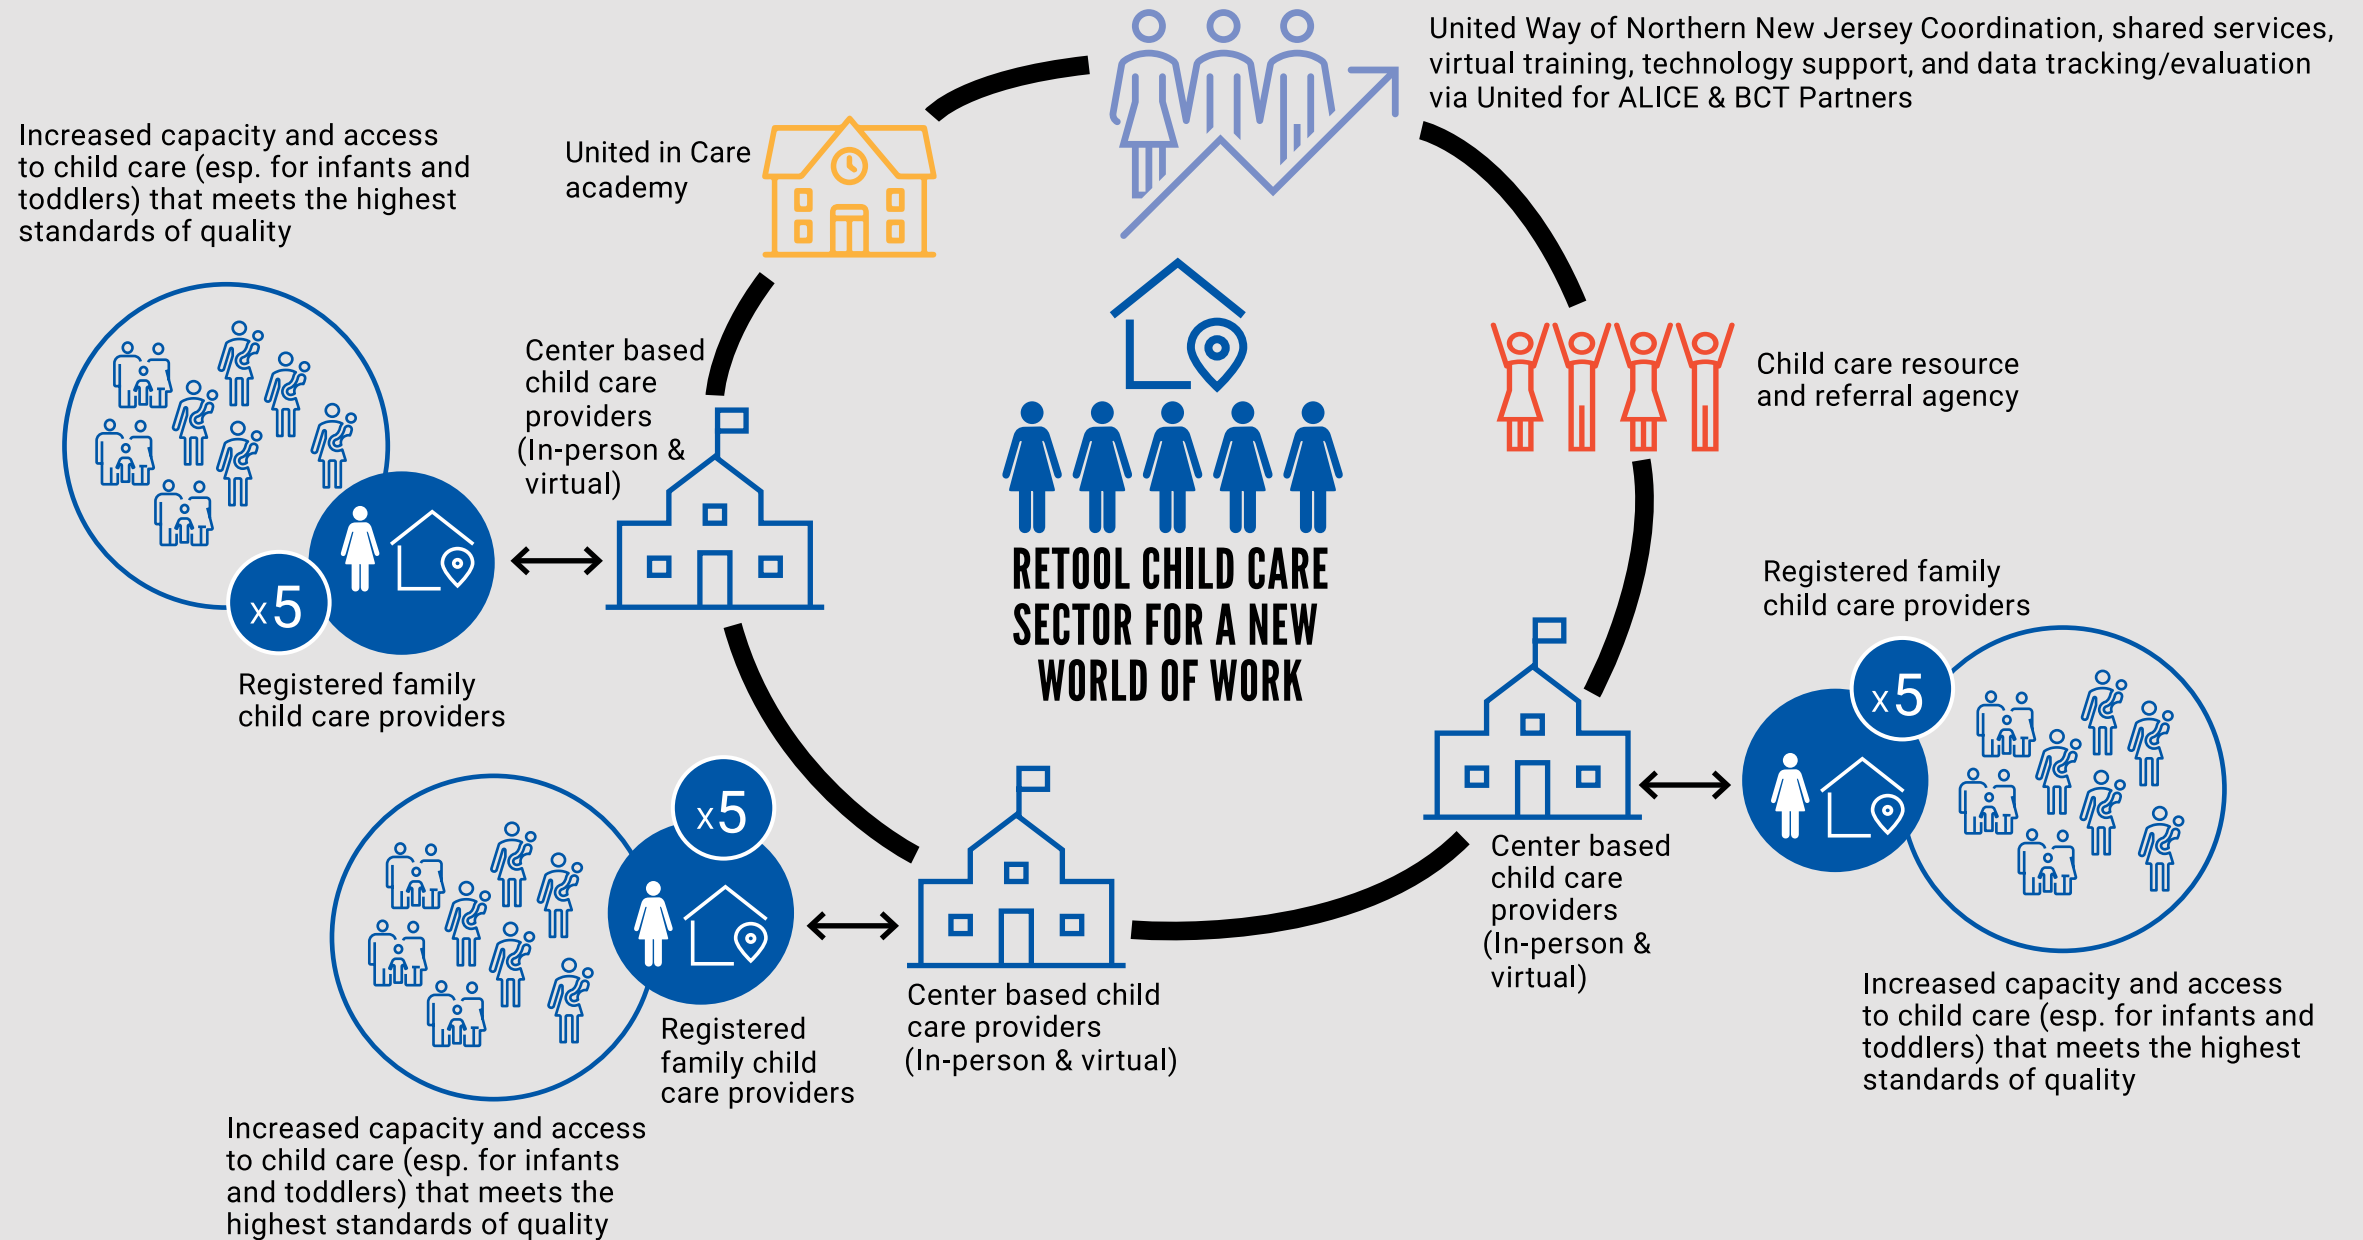 United Way of Northern New Jersey Coordination, shared services,
virtual training, technology support, and data tracking/evaluation
via United for ALICE & BCT Partners
United in Care
academy
Increased capacity and access
to child care (esp. for infants and
toddlers) that meets the highest
standards of quality
Center based
child care
providers
(In-person &
virtual)
x5
Registered family
child care providers
Child care resource
and referral agency
RETOOL CHILD CARE
SECTOR FOR A NEW
WORLD OF WORK
Registered family
child care providers
x5
Center based
child care
providers
(In-person &
virtual)
Increased capacity and access
to child care (esp. for infants and
toddlers) that meets the highest
standards of quality
x5
Registered
family child
care providers
Center based child
care providers
(In-person & virtual)
Increased capacity and access
to child care (esp. for infants
and toddlers) that meets the
highest standards of quality